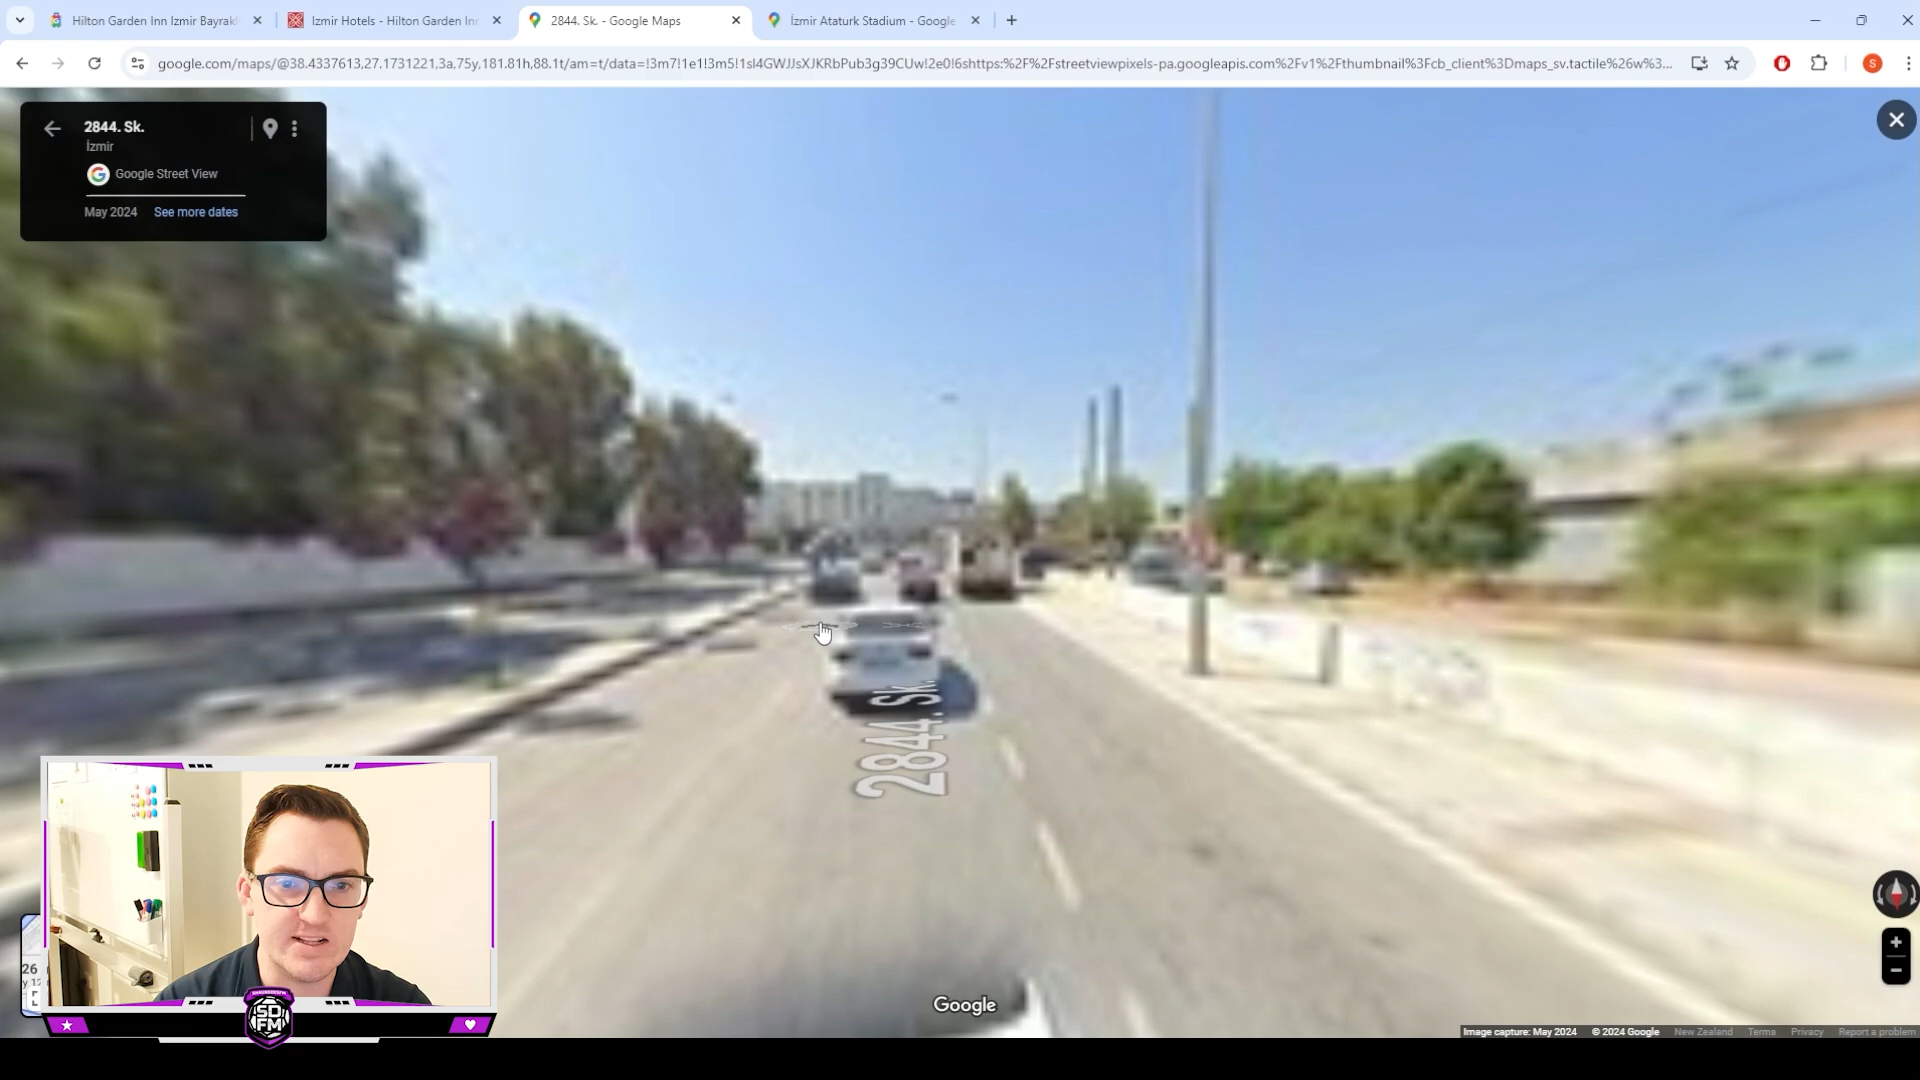 Hilton Garden Inn Izmir Bayrakl
Izmir Hotels - Hilton Garden Inn
2844. Sk. - Google Maps
İzmir Ataturk Stadium - Google
google.com/maps/@38.4337063,27.1731221,3a,75y,181.81h,88.1t/am=t/data=!3m7!1e1!3m5!1sl4GWJJsXJKRbPub3g39CUw!2e0!6shttps:%2F%2Fstreetviewpixels-pa.googleapis.com%2Fv1%2Fthumbnail%3Fcb_client%3Dmaps_sv.tactile%26w%3...
S
2844. Sk.
İzmir
Google Street View
May 2024 See more dates
2844. Sk.
26
SD
FM
Google
Image capture: May 2024 © 2024 Google New Zealand Terms Privacy Report a problem